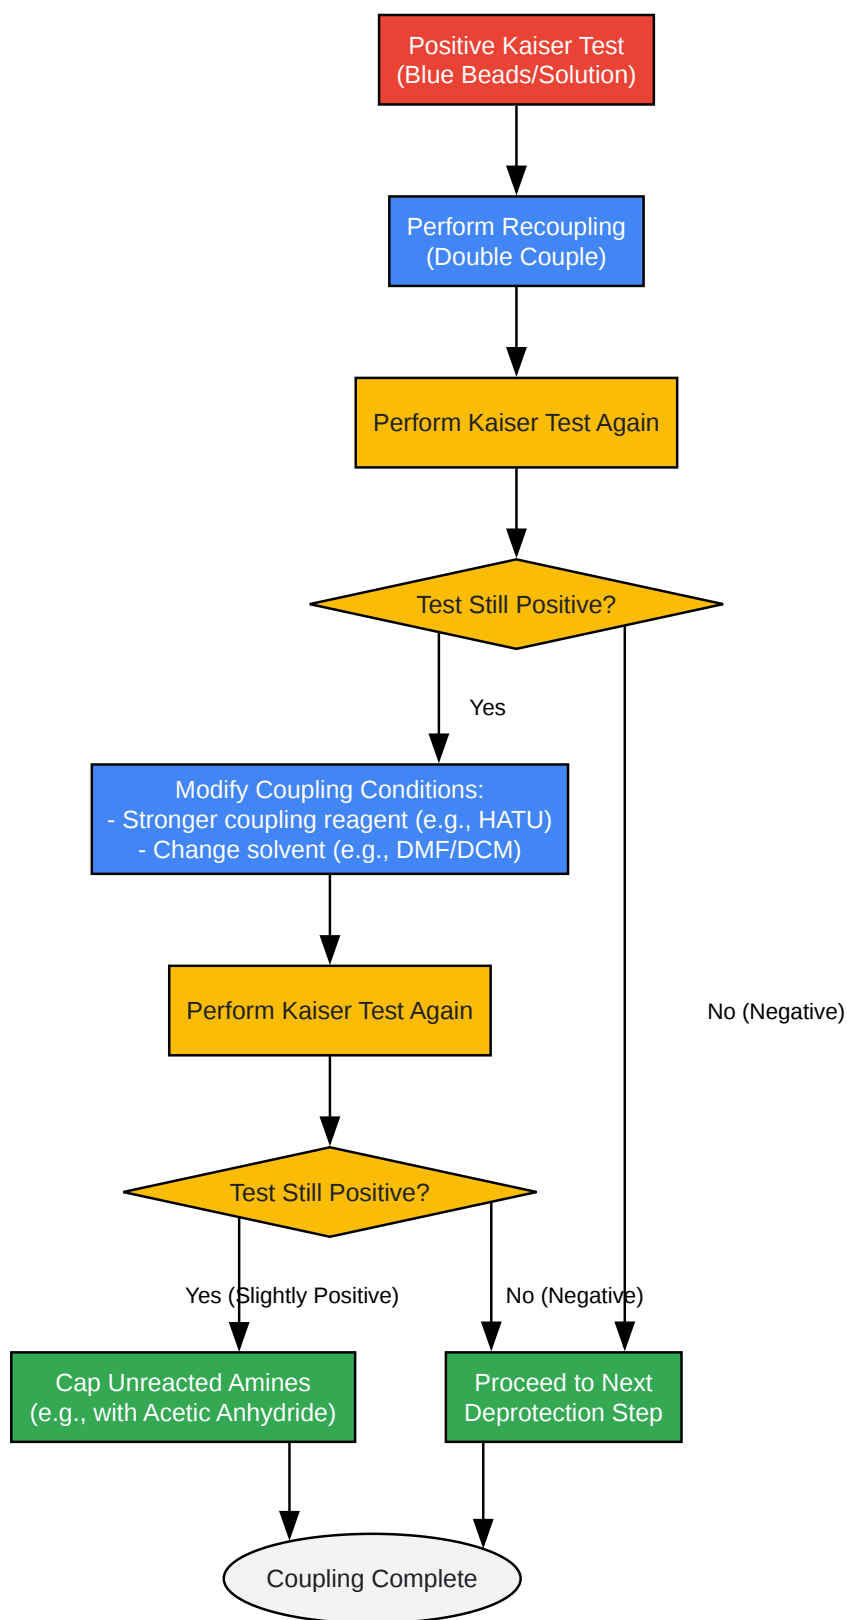 Positive Kaiser Test
(Blue Beads/Solution)
Perform Recoupling
(Double Couple)
Perform Kaiser Test Again
Test Still Positive?
Yes
Modify Coupling Conditions:
- Stronger coupling reagent (e.g., HATU)
- Change solvent (e.g., DMF/DCM)
Perform Kaiser Test Again
No (Negative)
Test Still Positive?
Yes (Slightly Positive)
No (Negative)
Cap Unreacted Amines
(e.g., with Acetic Anhydride)
Proceed to Next
Deprotection Step
Coupling Complete